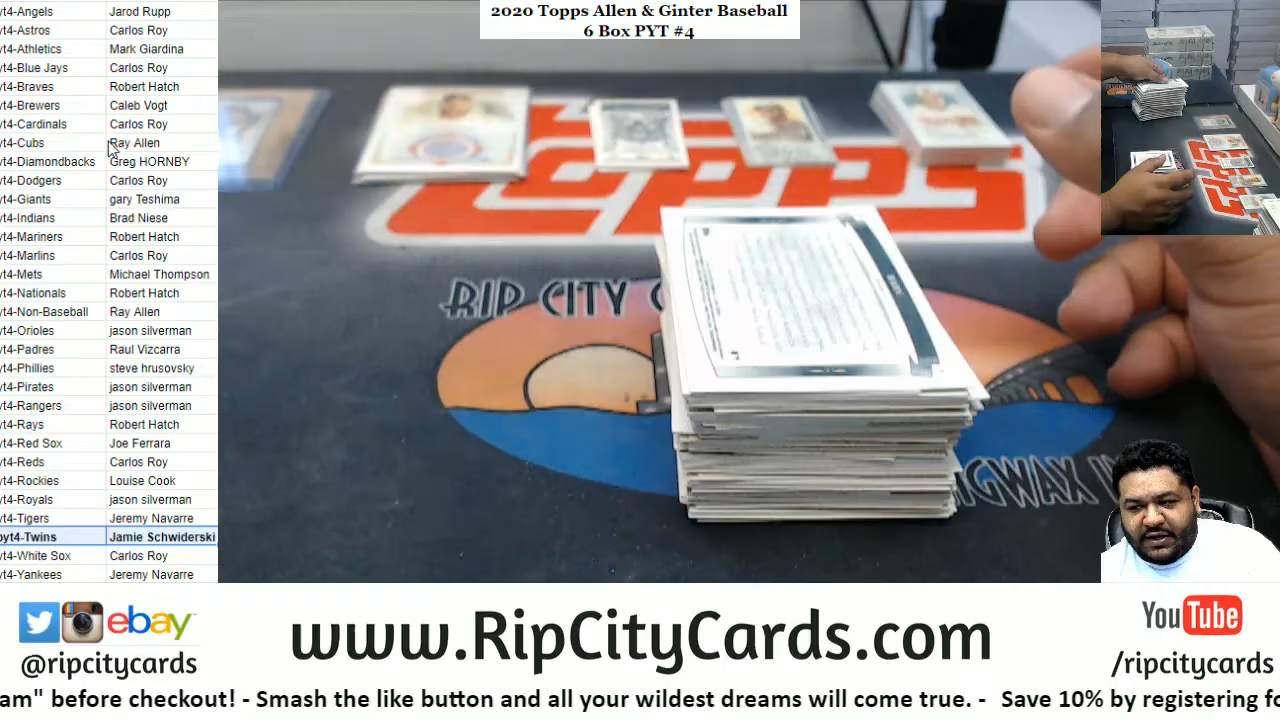 2020 Topps Allen & Ginter Baseball
6 Box PYT #4
yt4-Angels Jarod Rupp
yt4-Astros Carlos Roy
yt4-Athletics Mark Giardina
yt4-Blue Jays Carlos Roy
yt4-Braves Robert Hatch
yt4-Brewers Caleb Vogt
yt4-Cardinals Carlos Roy
yt4-Cubs Ray Allen
yt4-Diamondbacks Greg HORNBY
yt4-Dodgers Carlos Roy
yt4-Giants gary Teshima
yt4-Indians Brad Niese
yt4-Mariners Robert Hatch
yt4-Marlins Carlos Roy
yt4-Mets Michael Thompson
yt4-Nationals Robert Hatch
yt4-Non-Baseball Ray Allen
yt4-Orioles jason silverman
yt4-Padres Raul Vizcarra
yt4-Phillies steve hrusovsky
yt4-Pirates jason silverman
yt4-Rangers jason silverman
yt4-Rays Robert Hatch
yt4-Red Sox Joe Ferrara
yt4-Reds Carlos Roy
yt4-Rockies Louise Cook
yt4-Royals jason silverman
yt4-Tigers Jeremy Navarre
pyt4-Twins Jamie Schwiderski
yt4-White Sox Carlos Roy
yt4-Yankees Jeremy Navarre
RIP CITY
ebay
@ripcitycards
www.RipCityCards.com
YouTube
/ripcitycards
am" before checkout! - Smash the like button and all your wildest dreams will come true. - Save 10% by registering fo